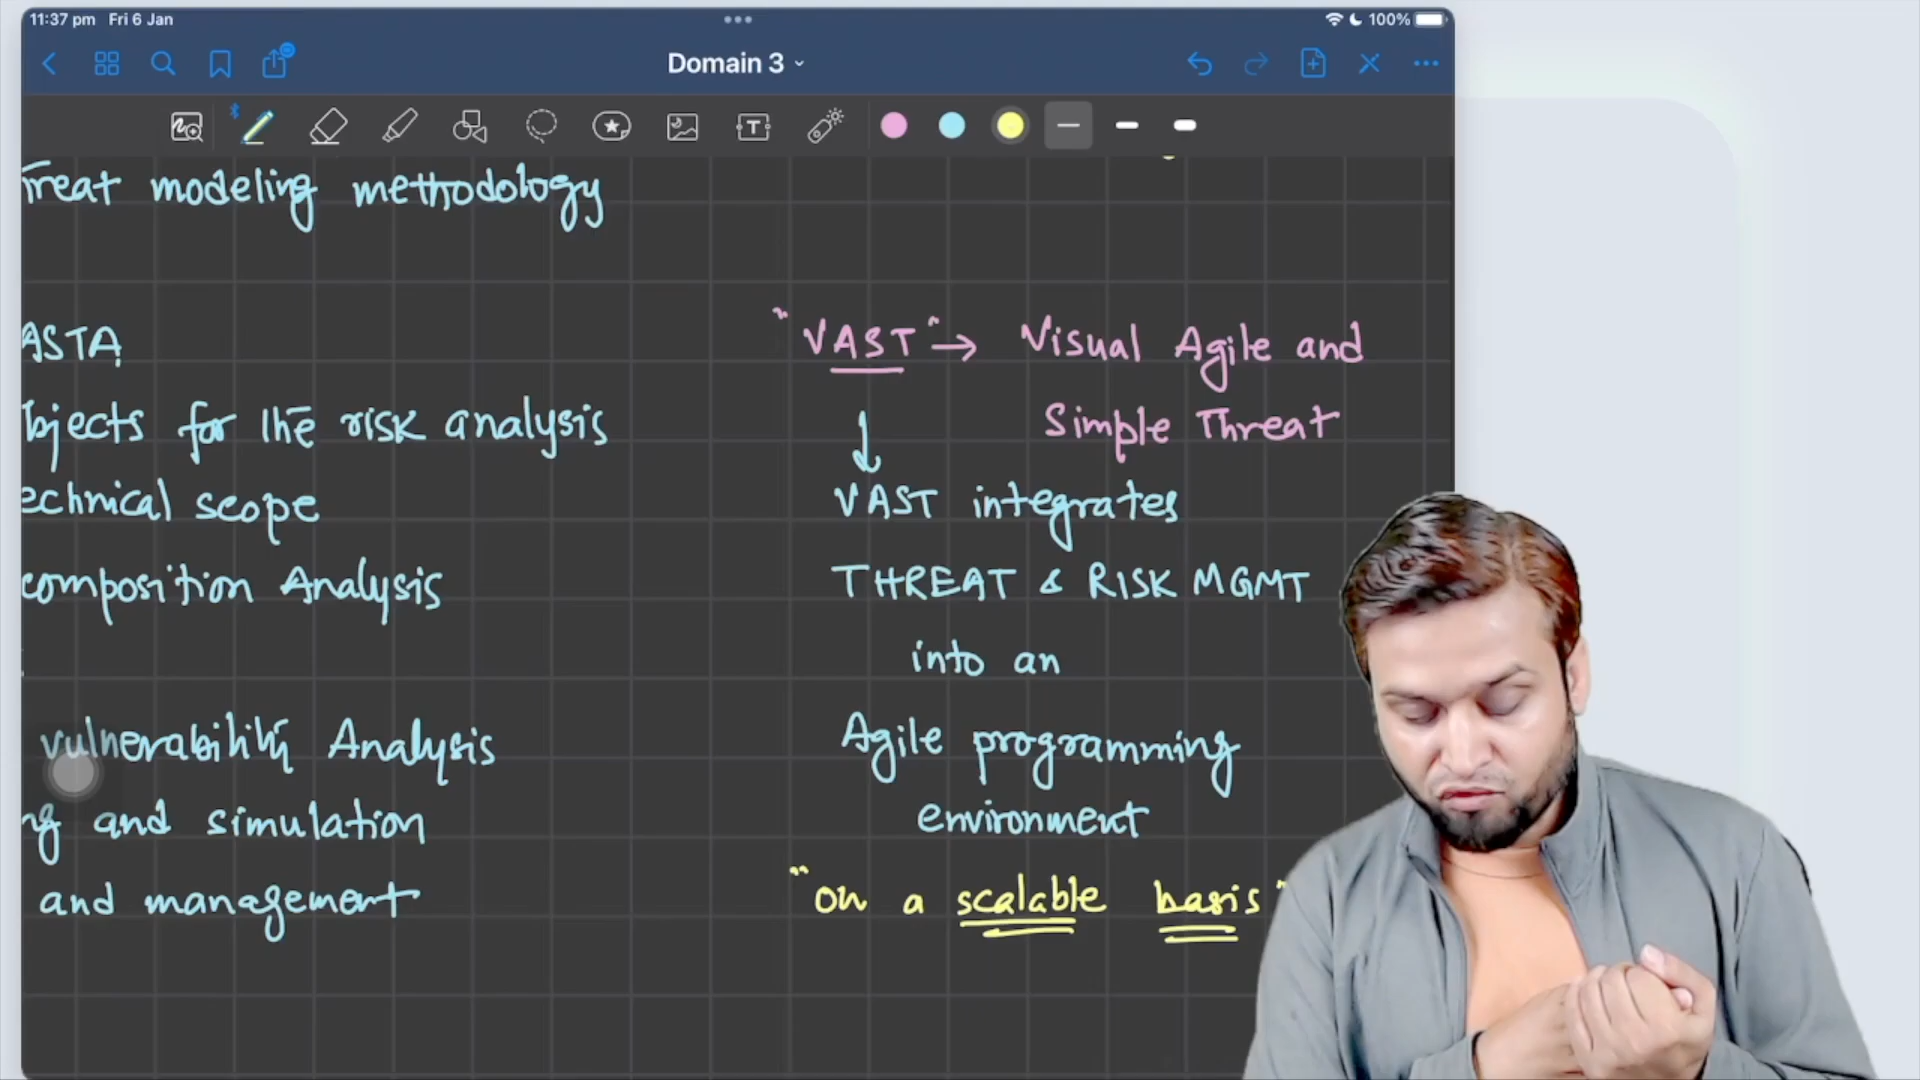 11:37 pm Fri 6 Jan
100%
Domain 3
Treat modeling methodology
ASTA
bjects for the risk analysis
echnical scope
composition Analysis
vulnerability Analysis
ng and simulation
and management
"VAST" → Visual Agile and
Simple Threat
VAST integrates
THREAT & RISK MGMT
into an
Agile programming
environment
"on a scalable basis"